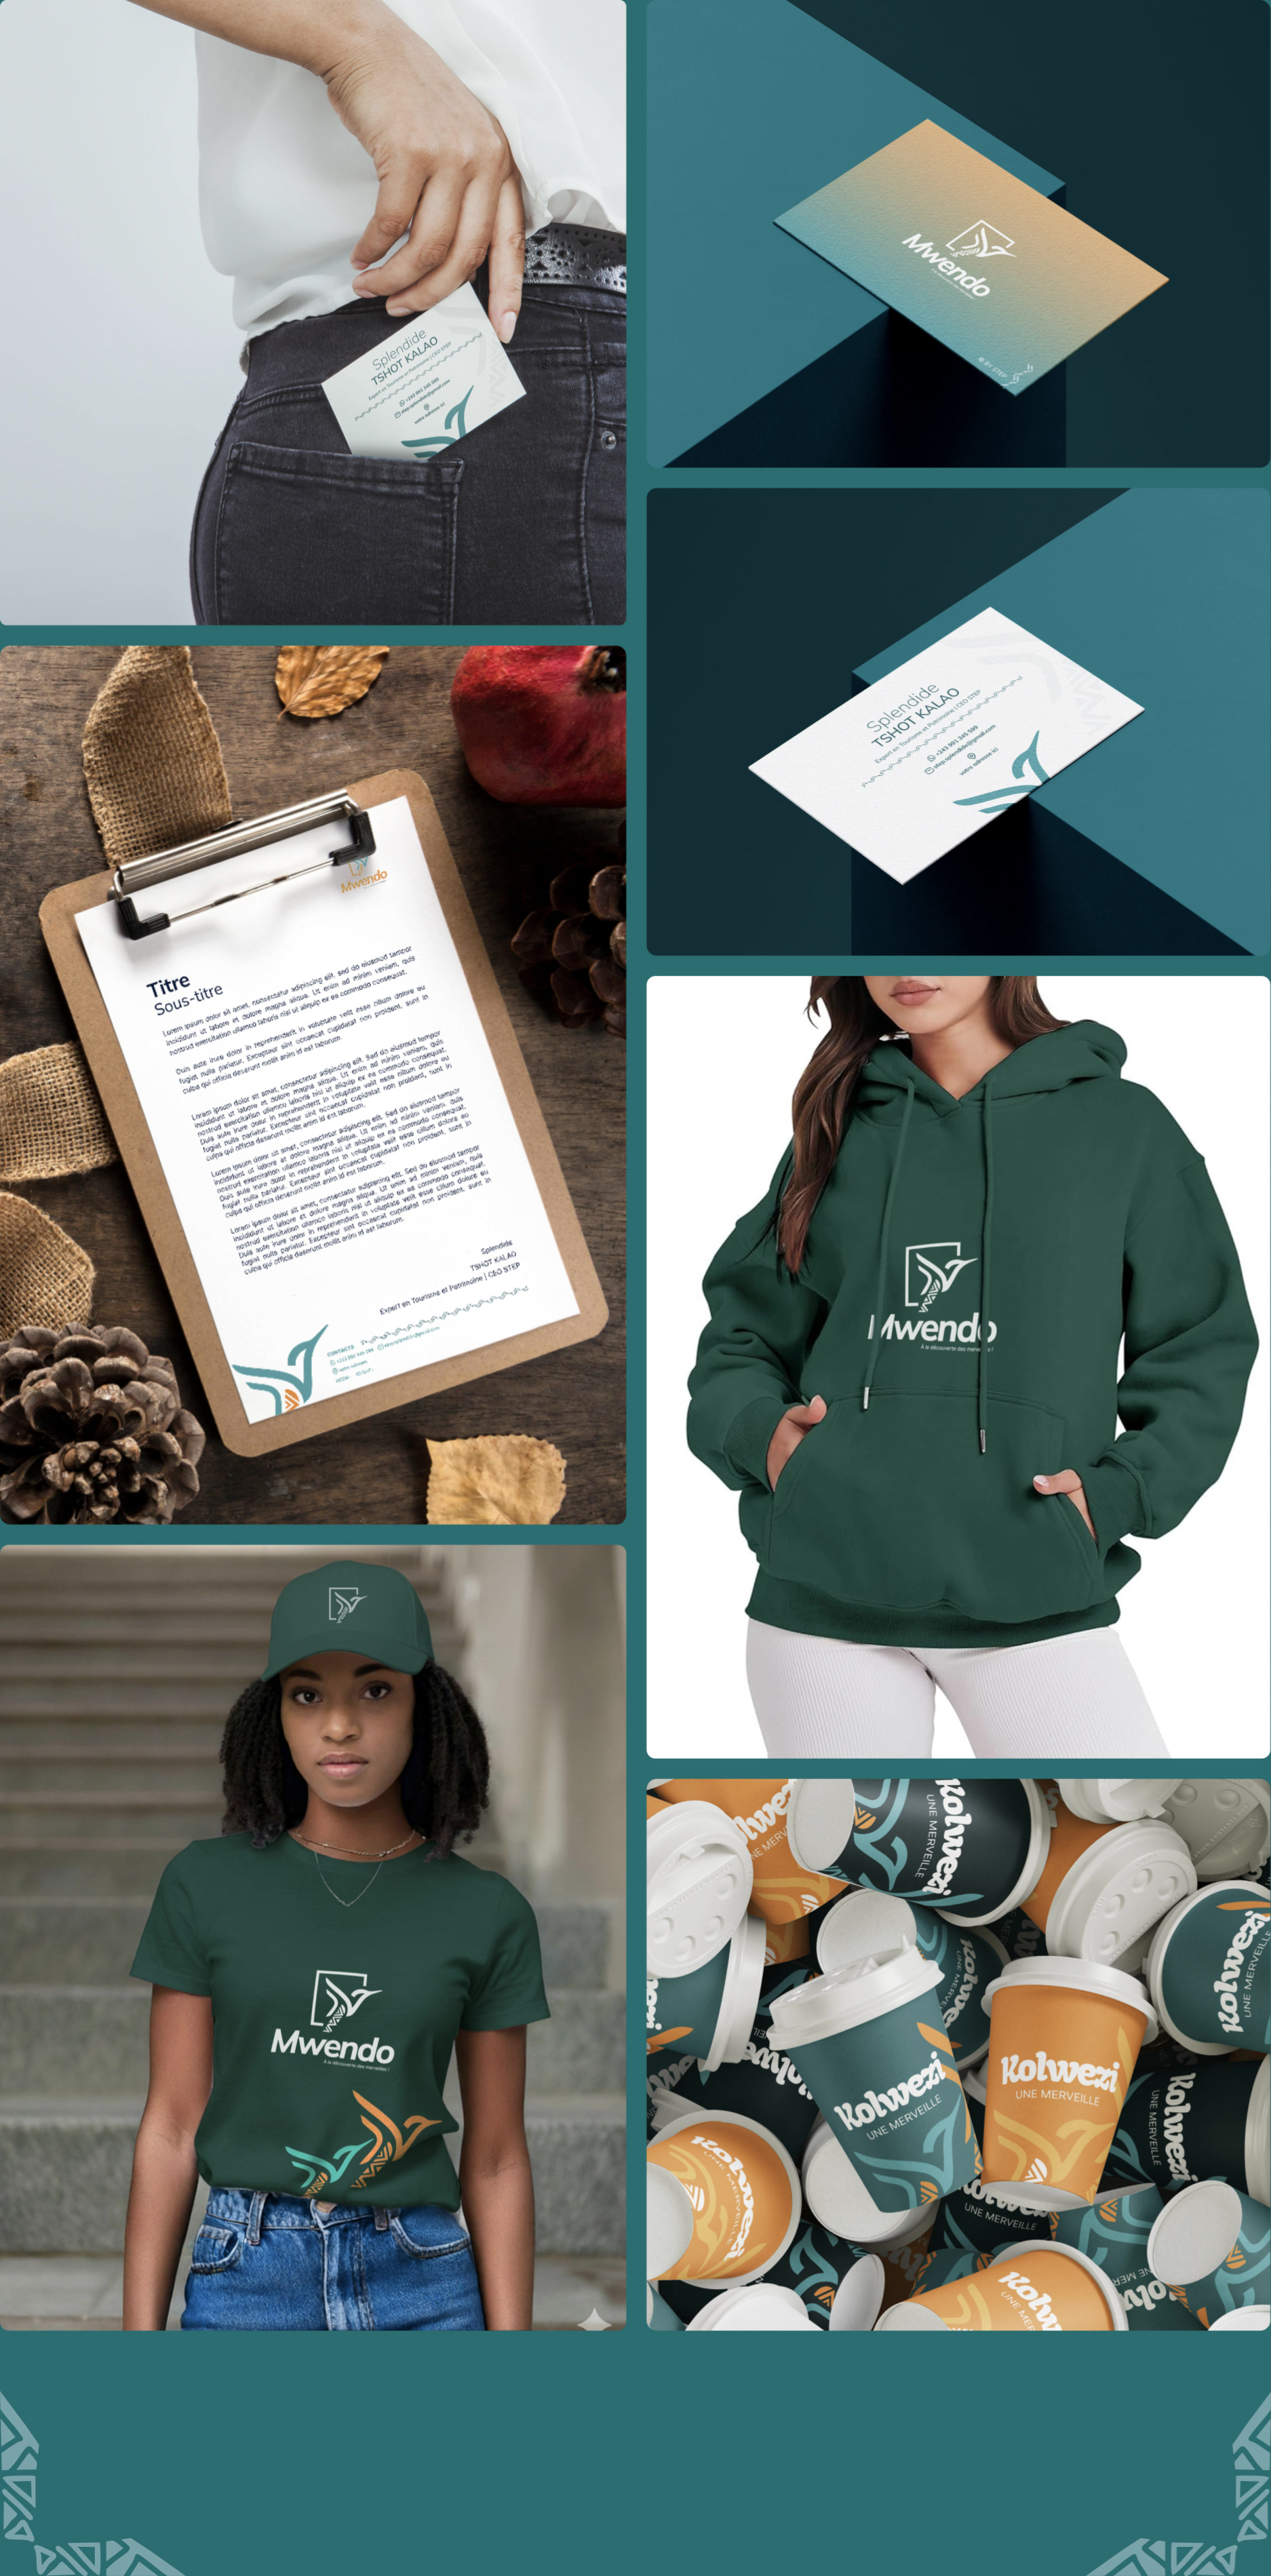 Splendide
TSHOT KALAO
Expert en Tourisme et Patrimoine | CEO STEP
+243 991 345 599
step.splendide@gmail.com
votre adresse ici
Mwendo
© BY STEP
Splendide
TSHOT KALAO
Expert en Tourisme et Patrimoine | CEO STEP
+243 991 345 599
step.splendide@gmail.com
votre adresse ici
Mwendo
Titre
Sous-titre
Lorem ipsum dolor sit amet, consectetur adipiscing elit, sed do eiusmod tempor
incididunt ut labore et dolore magna aliqua. Ut enim ad minim veniam, quis
nostrud exercitation ullamco laboris nisi ut aliquip ex ea commodo consequat.
Duis aute irure dolor in reprehenderit in voluptate velit esse cillum dolore eu
fugiat nulla pariatur. Excepteur sint occaecat cupidatat non proident, sunt in
culpa qui officia deserunt mollit anim id est laborum.
Lorem ipsum dolor sit amet, consectetur adipiscing elit. Sed do eiusmod tempor
incididunt ut labore et dolore magna aliqua. Ut enim ad minim veniam, quis
nostrud exercitation ullamco laboris nisi ut aliquip ex ea commodo consequat.
Duis aute irure dolor in reprehenderit in voluptate velit esse cillum dolore eu
fugiat nulla pariatur. Excepteur sint occaecat cupidatat non proident, sunt in
culpa qui officia deserunt mollit anim id est laborum.
Lorem ipsum dolor sit amet, consectetur adipiscing elit. Sed do eiusmod tempor
incididunt ut labore et dolore magna aliqua. Ut enim ad minim veniam, quis
nostrud exercitation ullamco laboris nisi ut aliquip ex ea commodo consequat.
Duis aute irure dolor in reprehenderit in voluptate velit esse cillum dolore eu
fugiat nulla pariatur. Excepteur sint occaecat cupidatat non proident, sunt in
culpa qui officia deserunt mollit anim id est laborum.
Lorem ipsum dolor sit amet, consectetur adipiscing elit. Sed do eiusmod tempor
incididunt ut labore et dolore magna aliqua. Ut enim ad minim veniam, quis
nostrud exercitation ullamco laboris nisi ut aliquip ex ea commodo consequat.
Duis aute irure dolor in reprehenderit in voluptate velit esse cillum dolore eu
fugiat nulla pariatur. Excepteur sint occaecat cupidatat non proident, sunt in
culpa qui officia deserunt mollit anim id est laborum.
Splendide
TSHOT KALAO
Expert en Tourisme et Patrimoine | CEO STEP
CONTACTS
votre adresse
Mwendo
À la découverte des merveilles !
Mwendo
À la découverte des merveilles !
Kolwezi
UNE MERVEILLE
Kolwezi
UNE MERVEILLE
Kolwezi
UNE MERVEILLE
Kolwezi
UNE MERVEILLE
Kolwezi
UNE MERVEILLE
Kolwezi
UNE MERVEILLE
UNE MERVEILLE